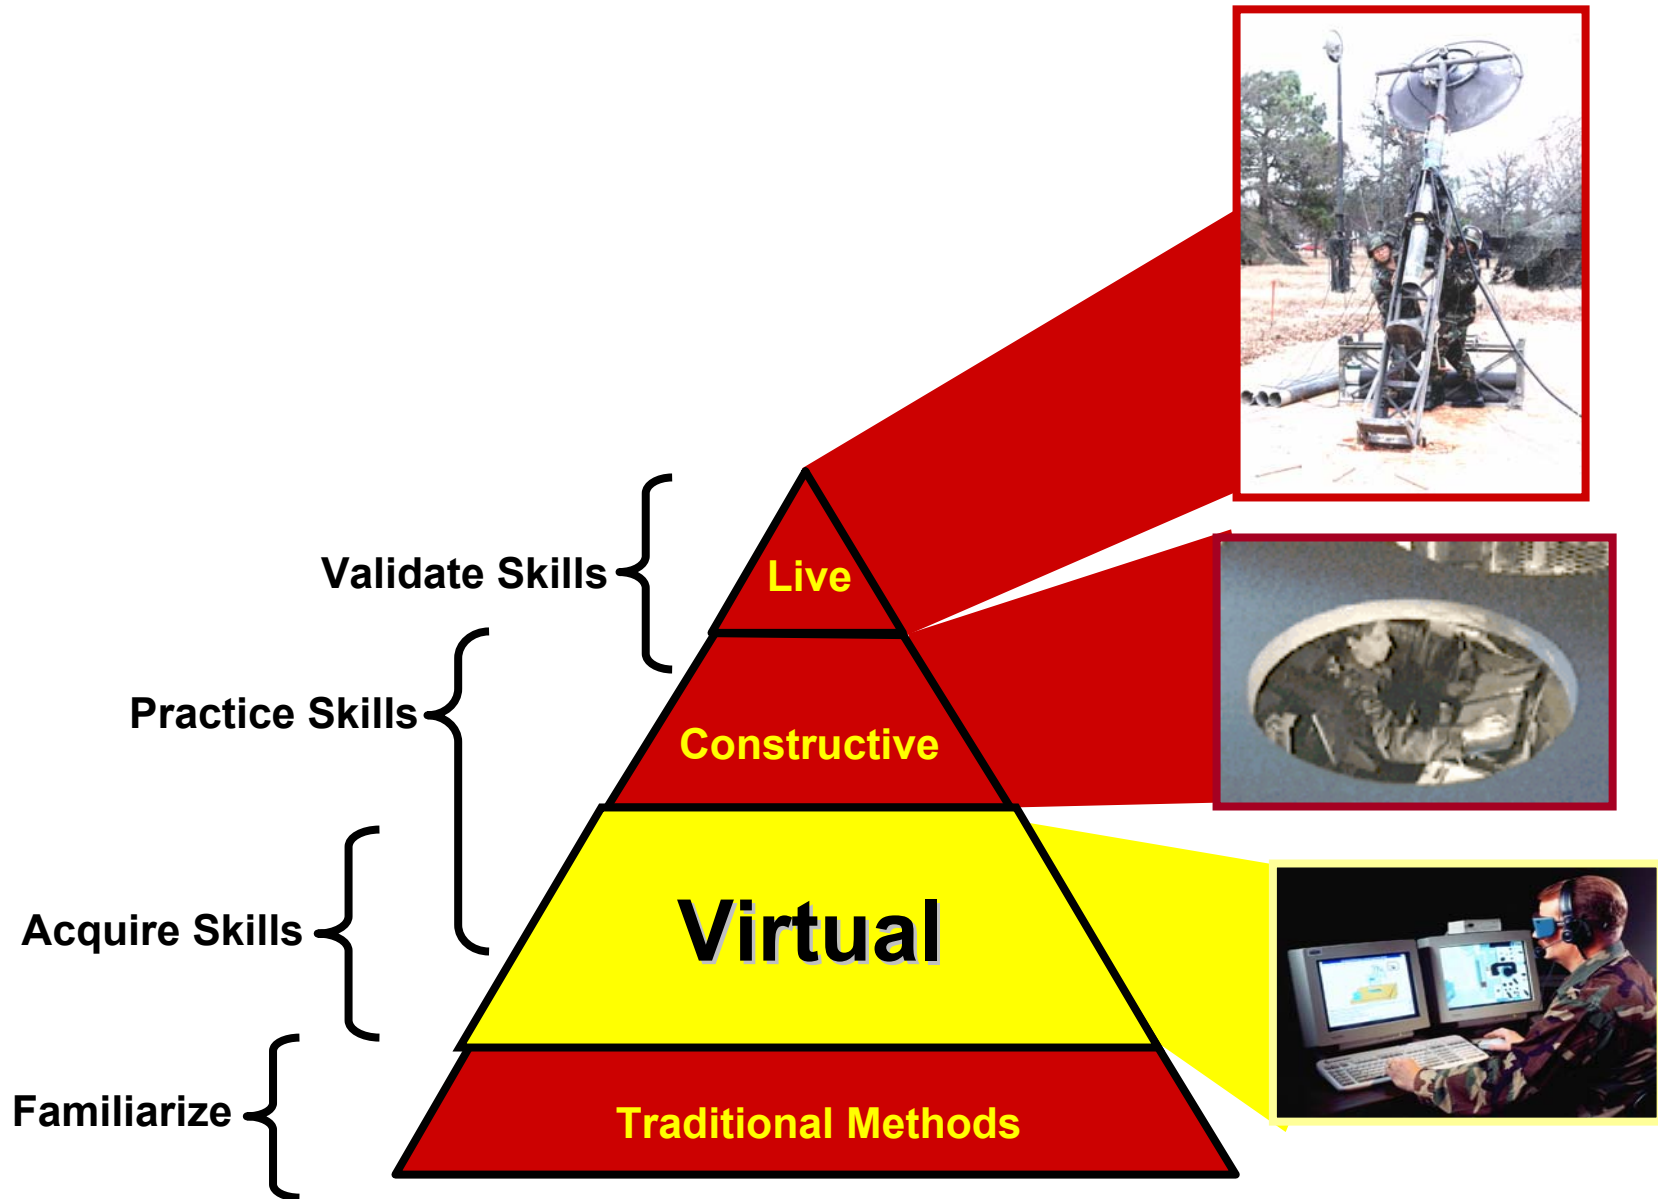 Validate Skills
Live
Practice Skills
Constructive
Acquire Skills
Virtual
Familiarize
Traditional Methods